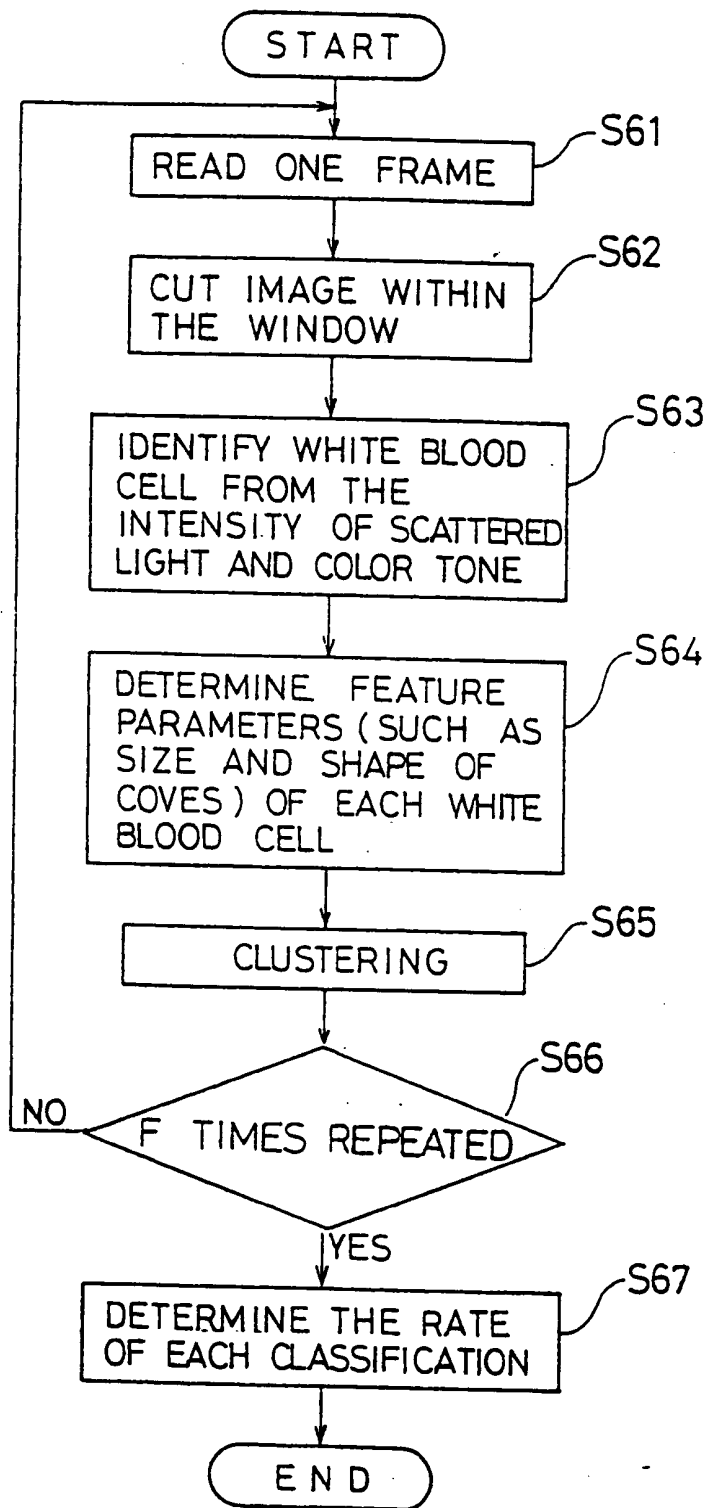 START
S61
READ ONE FRAME
S62
CUT IMAGE WITHIN
THE WINDOW
S63
IDENTIFY WHITE BLOOD
CELL FROM THE
INTENSITY OF SCATTERED
LIGHT AND COLOR TONE
S64
DETERMINE FEATURE
PARAMETERS (SUCH AS
SIZE AND SHAPE OF
COVES) OF EACH WHITE
BLOOD CELL
S65
CLUSTERING
S66
NO
F TIMES REPEATED
YES
S67
DETERMINE THE RATE
OF EACH CLASSIFICATION
END